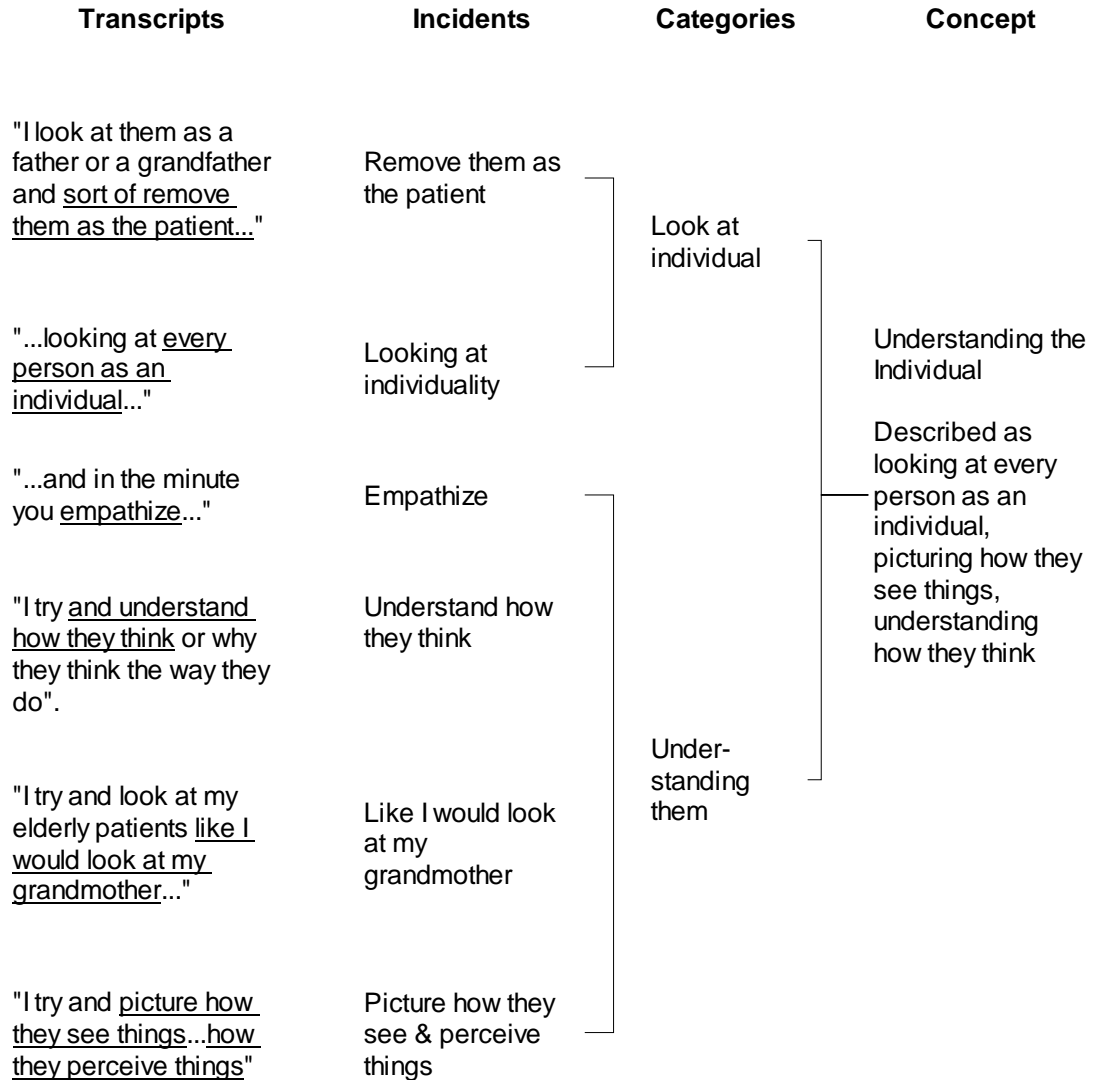 Transcripts Incidents Categories Concept
"I look at them as a
father or a grandfather
and sort of remove
them as the patient..."
Remove them as
the patient
Look at
individual
"...looking at every
person as an
individual..."
Looking at
individuality
Understanding the
Individual
Described as
looking at every
person as an
individual,
picturing how they
see things,
understanding
how they think
"...and in the minute
you empathize..."
Empathize
"I try and understand
how they think or why
they think the way they
do".
Understand how
they think
Under-
standing
them
"I try and look at my
elderly patients like I
would look at my
grandmother..."
Like I would look
at my
grandmother
"I try and picture how
they see things...how
they perceive things"
Picture how they
see & perceive
things